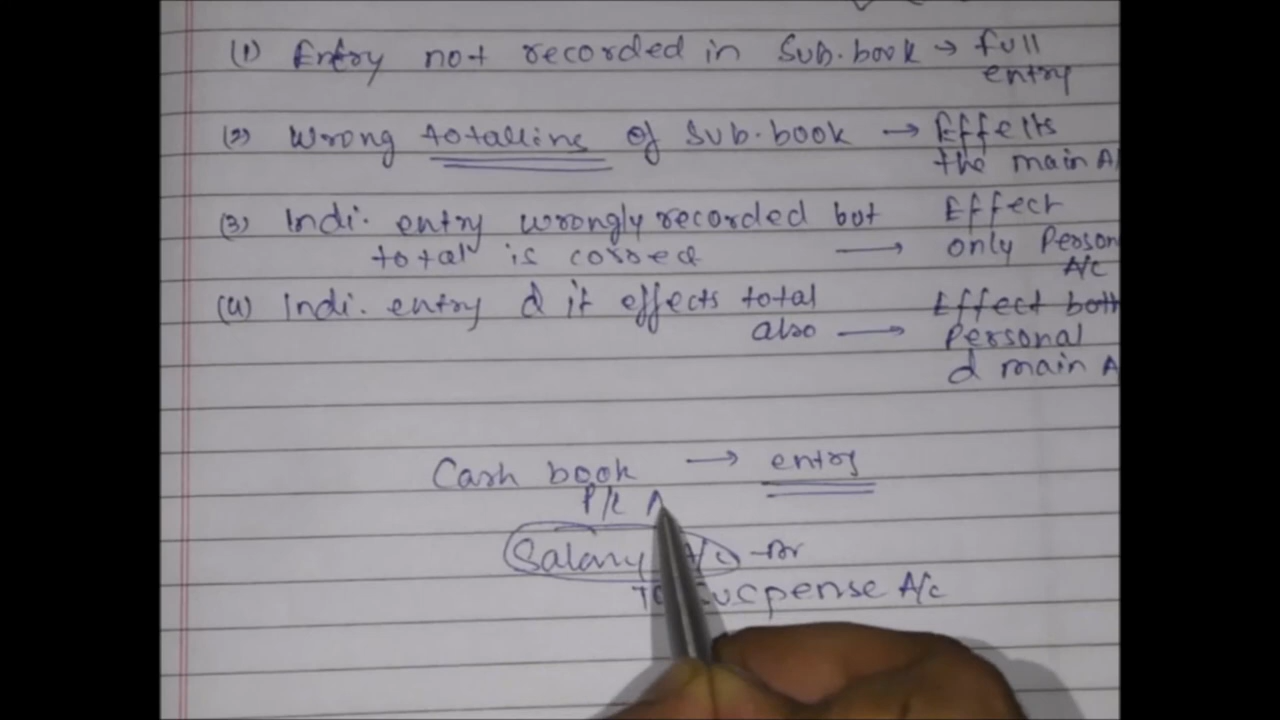 (1) Entry not recorded in Sub. book → full
entry
(2) Wrong totalling of Sub. book → Effects
the main A
(3) Indi. entry wrongly recorded but Effect
total is correct → only Person
A/c
(4) Indi. entry & it effects total Effect both
also → Personal
& main A
Cash book → entry
P/L A
Salary A/c Dr
To Suspense A/c